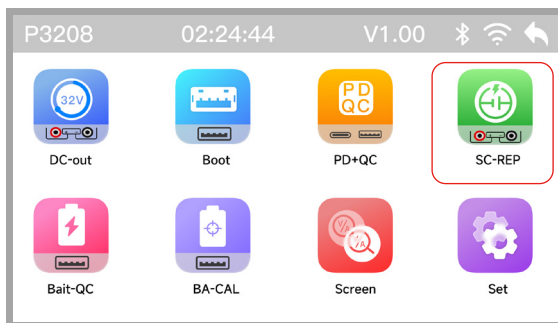 P3208 02:24:44 V1.00
32V PD QC
DC-out Boot PD+QC SC-REP
V/A V/A
Bait-QC BA-CAL Screen Set